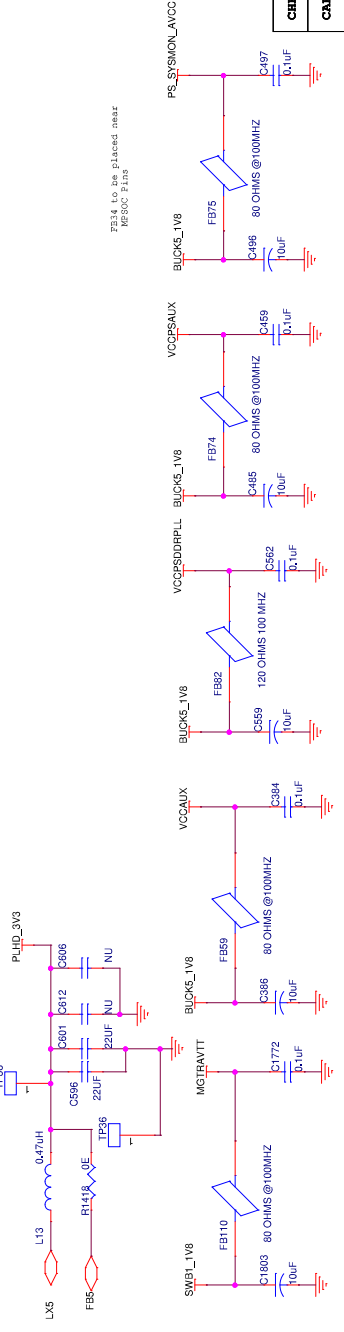 PLHD_3V3
L13
0.47uH
LX5
R1418
0E
FB5
C596
22UF
C601
22UF
C612
NU
C606
NU
TP36
1
1
SWB1_1V8
MGTRAVTT
FB110
80 OHMS @100MHZ
C1803
10uF
C1772
0.1uF
BUCK5_1V8
VCCAUX
FB59
80 OHMS @100MHZ
C386
10uF
C384
0.1uF
BUCK5_1V8
VCCPSDDRPLL
FB82
120 OHMS 100 MHZ
C559
10uF
C562
0.1uF
BUCK5_1V8
VCCPSAUX
FB74
80 OHMS @100MHZ
C485
10uF
C459
0.1uF
FB34 to be placed near
MPSOC Pins
BUCK5_1V8
PS_SYSMON_AVCC
FB75
80 OHMS @100MHZ
C496
10uF
C497
0.1uF